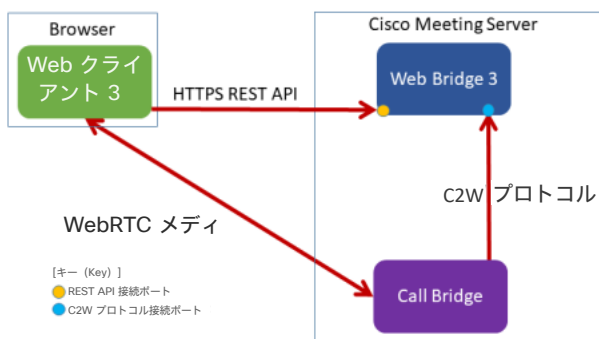 Browser
Cisco Meeting Server
Web クライ
アント 3
Web Bridge 3
HTTPS REST API
C2W プロトコル
WebRTC メディ
[キー (Key) ]
REST API 接続ポート
C2W プロトコル接続ポート
Call Bridge